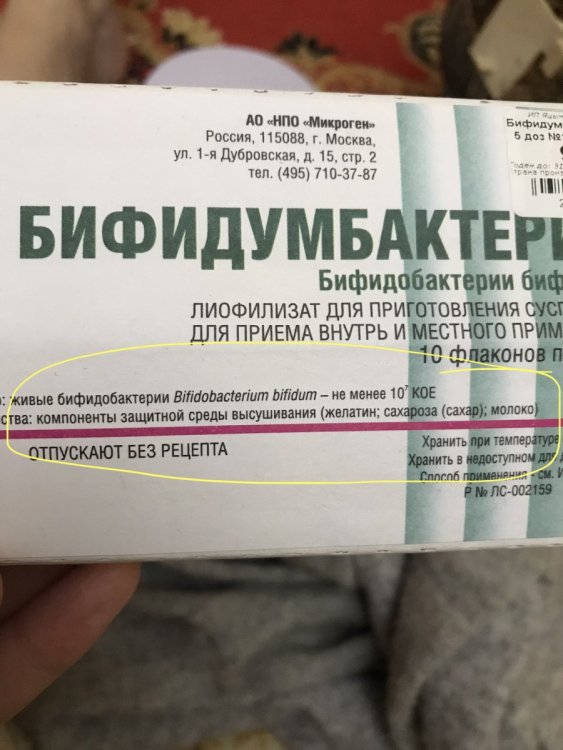 АО «НПО «Микроген»
Россия, 115088, г. Москва,
ул. 1-я Дубровская, д. 15, стр. 2
тел. (495) 710-37-87
Бифидум
5 доз №
БИФИДУМБАКТЕРИ
Бифидобактерии биф
ЛИОФИЛИЗАТ ДЛЯ ПРИГОТОВЛЕНИЯ СУСП
ДЛЯ ПРИЕМА ВНУТРЬ И МЕСТНОГО ПРИМ
10 флаконов п
живые бифидобактерии Bifidobacterium bifidum – не менее 10⁷ КОЕ
ства: компоненты защитной среды высушивания (желатин; сахароза (сахар); молоко)
ОТПУСКАЮТ БЕЗ РЕЦЕПТА
Хранить при температуре
Хранить в недоступном для д
Способ применения - см. И
Р № ЛС-002159